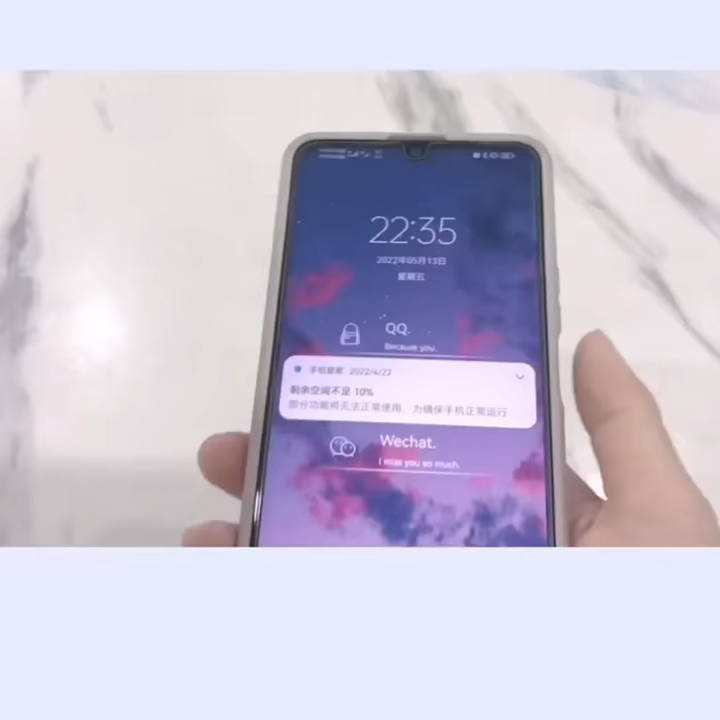 22:35
2022年05月13日
星期五
QQ.
Because you.
手机管家 2022/4/22
剩余空间不足 10%
部分功能将无法正常使用，为确保手机正常运行
Wechat.
I miss you so much.